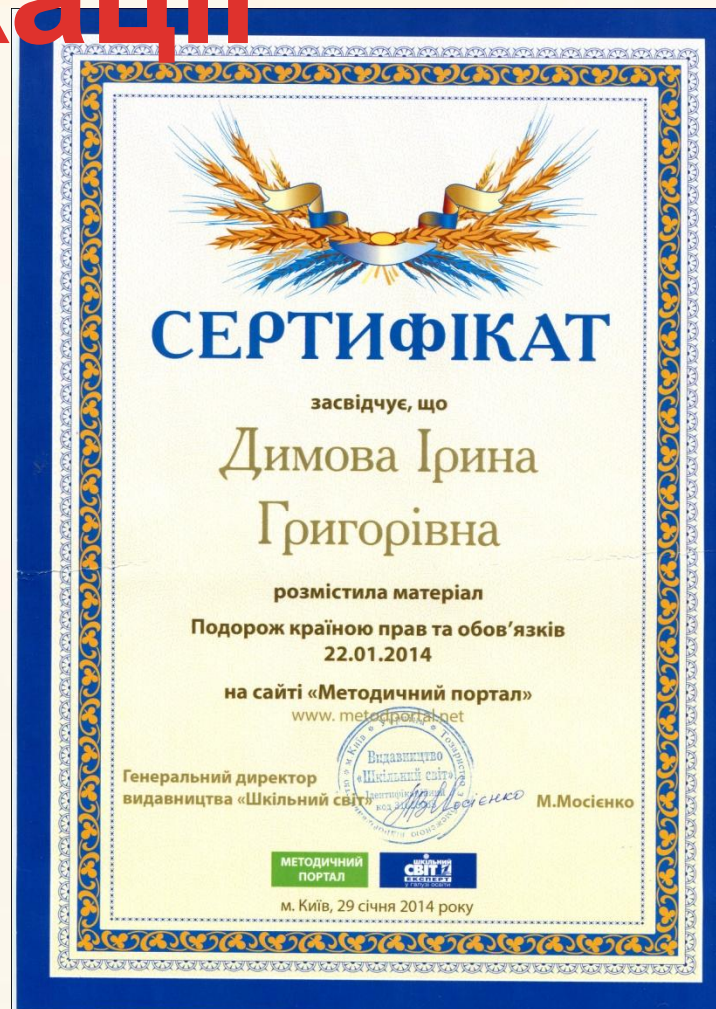 СЕРТИФІКАТ
засвідчує, що
Димова Ірина
Григорівна
розмістила матеріал
Подорож країною прав та обов’язків
22.01.2014
на сайті «Методичний портал»
www. metodportal.net
Видавництво
«Шкільний світ»
Генеральний директор
видавництва «Шкільний світ»
М.Мосієнко
МЕТОДИЧНИЙ
ПОРТАЛ
ШКІЛЬНИЙ
СВІТ
ЕКСПЕРТ
У ГАЛУЗІ ОСВІТИ
м. Київ, 29 січня 2014 року